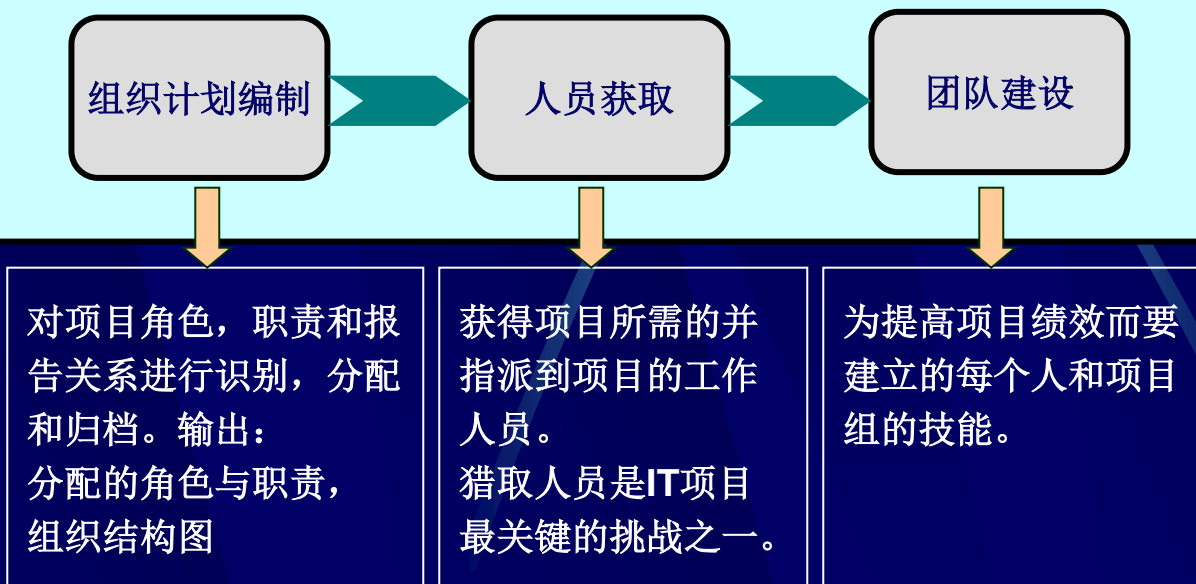 组织计划编制
人员获取
团队建设
对项目角色，职责和报
告关系进行识别，分配
和归档。输出：
分配的角色与职责，
组织结构图
获得项目所需的并
指派到项目的工作
人员。
猎取人员是IT项目
最关键的挑战之一。
为提高项目绩效而要
建立的每个人和项目
组的技能。